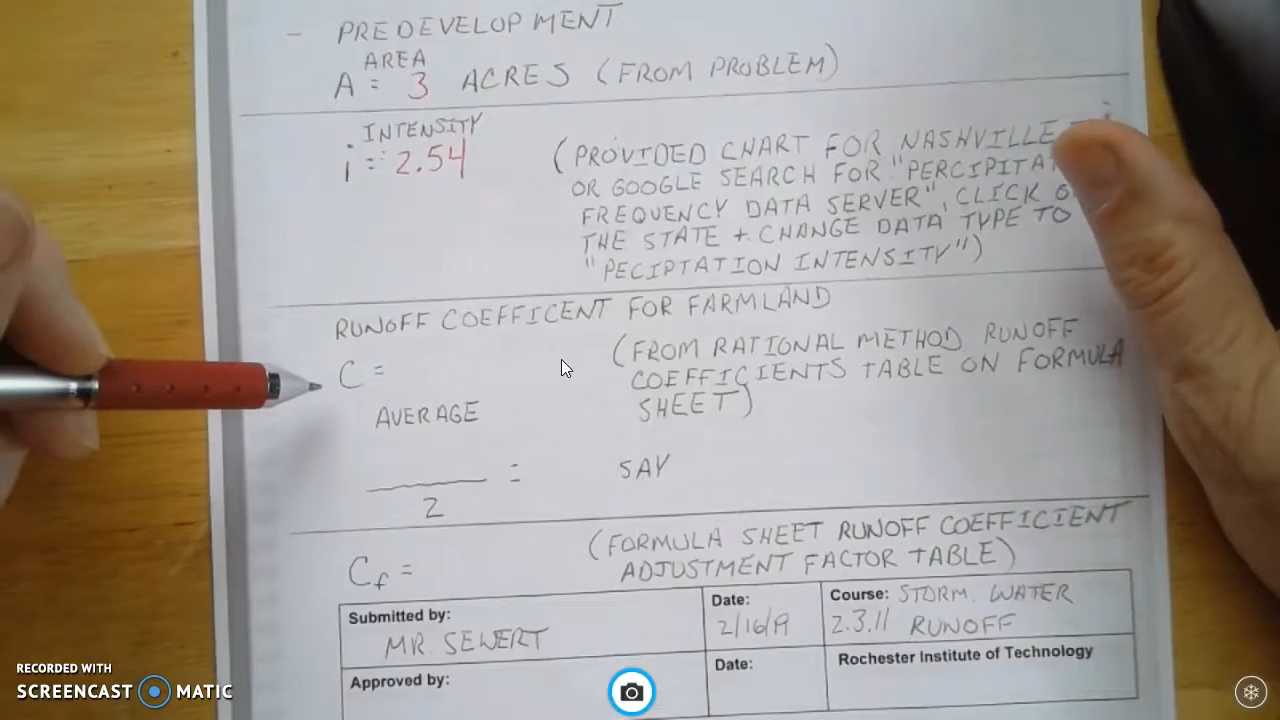 - PREDEVELOPMENT
AREA
A = 3 ACRES (FROM PROBLEM)
INTENSITY
i = 2.54 (PROVIDED CHART FOR NASHVILLE
OR GOOGLE SEARCH FOR "PERCIPITAT
FREQUENCY DATA SERVER", CLICK O
THE STATE + CHANGE DATA TYPE TO
"PECIPTATION INTENSITY")
RUNOFF COEFFICENT FOR FARMLAND
C = (FROM RATIONAL METHOD RUNOFF
COEFFICIENTS TABLE ON FORMULA
SHEET)
AVERAGE
= SAY
2
Cf = (FORMULA SHEET RUNOFF COEFFICIENT
ADJUSTMENT FACTOR TABLE)
Submitted by:
MR. SEWERT
Date:
2/16/19
Course: STORM WATER
2.3.11 RUNOFF
Approved by:
Date:
Rochester Institute of Technology
RECORDED WITH
SCREENCAST MATIC